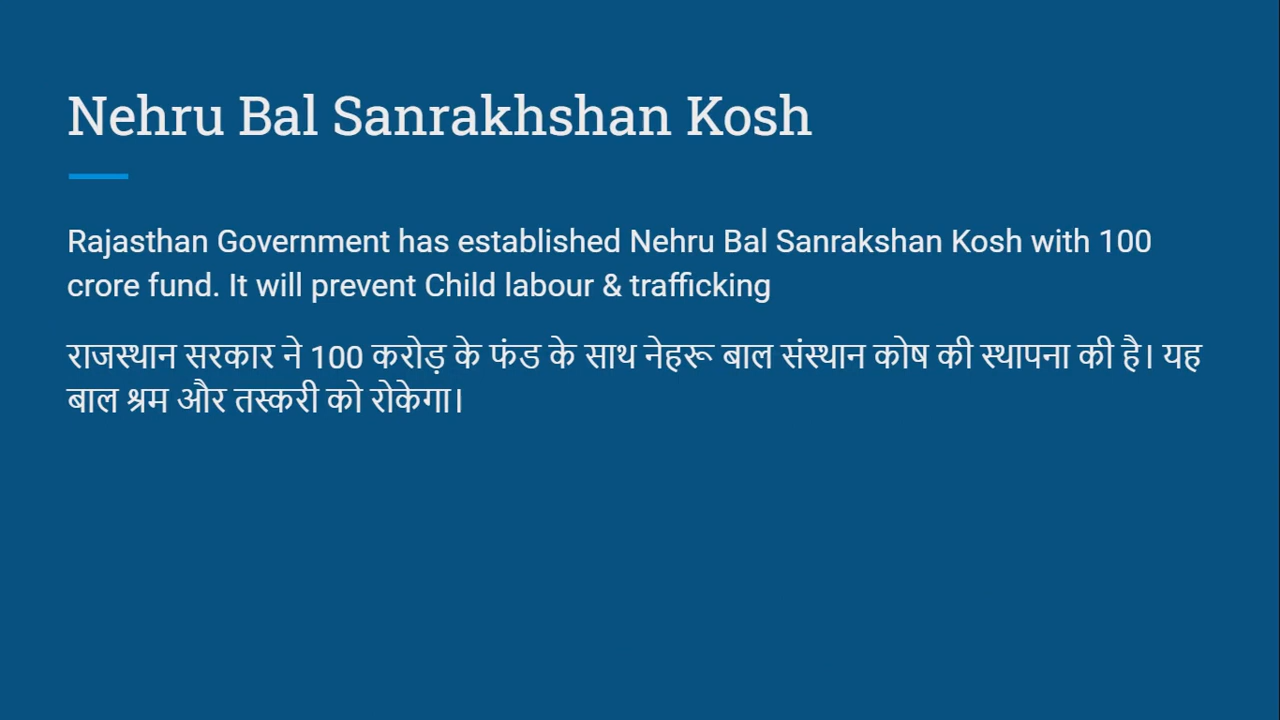 Nehru Bal Sanrakhshan Kosh
Rajasthan Government has established Nehru Bal Sanrakshan Kosh with 100
crore fund. It will prevent Child labour & trafficking
राजस्थान सरकार ने 100 करोड़ के फंड के साथ नेहरू बाल संस्थान कोष की स्थापना की है। यह
बाल श्रम और तस्करी को रोकेगा।